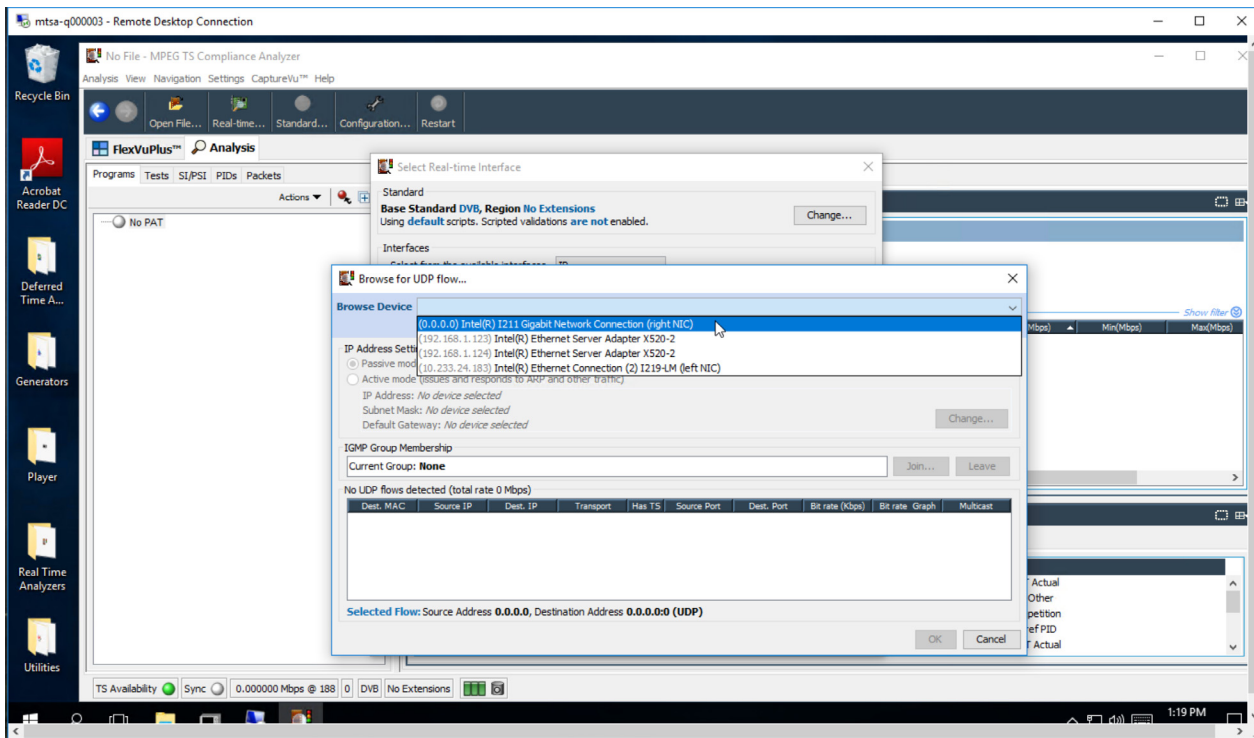 mtsa-q000003 - Remote Desktop Connection
No File - MPEG TS Compliance Analyzer
Analysis View Navigation Settings CaptureVu™ Help
Recycle Bin
Open File... Real-time... Standard... Configuration... Restart
FlexVuPlus™ Analysis
Programs Tests SI/PSI PIDs Packets
Actions
No PAT
Acrobat
Reader DC
Deferred
Time A...
Generators
Player
Real Time
Analyzers
Utilities
Select Real-time Interface
Standard
Base Standard DVB, Region No Extensions
Using default scripts. Scripted validations are not enabled.
Change...
Interfaces
Browse for UDP flow...
Browse Device
(0.0.0.0) Intel(R) I211 Gigabit Network Connection (right NIC)
(192.168.1.123) Intel(R) Ethernet Server Adapter X520-2
(192.168.1.124) Intel(R) Ethernet Server Adapter X520-2
(10.233.24.183) Intel(R) Ethernet Connection (2) I219-LM (left NIC)
IP Address Setti
Passive mod
Active mode (issues and responds to ARP and other traffic)
IP Address: No device selected
Subnet Mask: No device selected
Default Gateway: No device selected
Change...
IGMP Group Membership
Current Group: None
Join... Leave
No UDP flows detected (total rate 0 Mbps)
Dest. MAC Source IP Dest. IP Transport Has TS Source Port Dest. Port Bit rate (Kbps) Bit rate Graph Multicast
Selected Flow: Source Address 0.0.0.0, Destination Address 0.0.0.0:0 (UDP)
OK Cancel
Show filter
Mbps) Min(Mbps) Max(Mbps)
Actual
Other
petition
ref PID
T Actual
TS Availability Sync 0.000000 Mbps @ 188 0 DVB No Extensions
1:19 PM